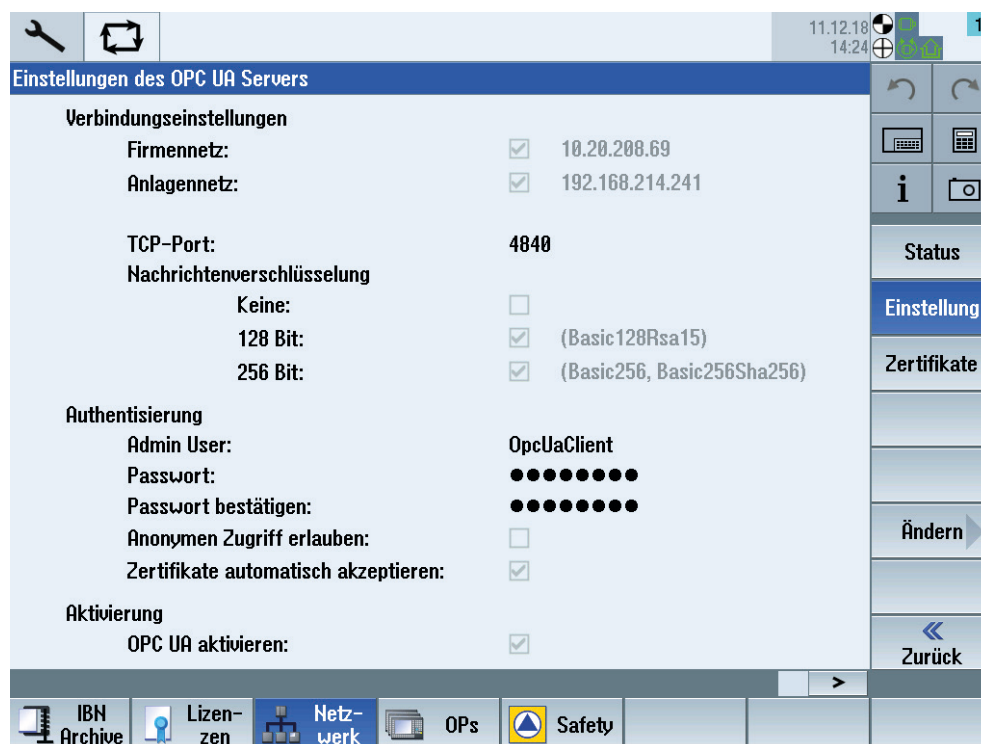 11.12.18
14:24
1
Einstellungen des OPC UA Servers
Verbindungseinstellungen
Firmennetz: 10.20.208.69
Anlagennetz: 192.168.214.241
TCP-Port: 4840
Nachrichtenverschlüsselung
Keine:
128 Bit: (Basic128Rsa15)
256 Bit: (Basic256, Basic256Sha256)
Authentisierung
Admin User: OpcUaClient
Passwort: ●●●●●●●●
Passwort bestätigen: ●●●●●●●●
Anonymen Zugriff erlauben:
Zertifikate automatisch akzeptieren:
Aktivierung
OPC UA aktivieren:
i
Status
Einstellung
Zertifikate
Ändern
«
Zurück
>
IBN
Archive
Lizen-
zen
Netz-
werk
OPs
Safety